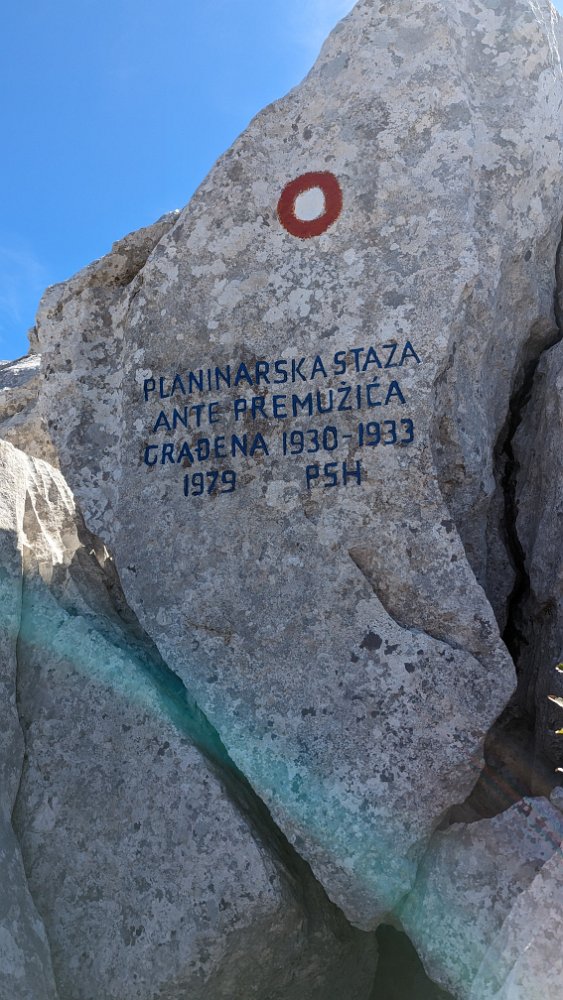 PLANINARSKA STAZA
ANTE PREMUŽIĆA
GRAĐENA 1930-1933
1979 PSH